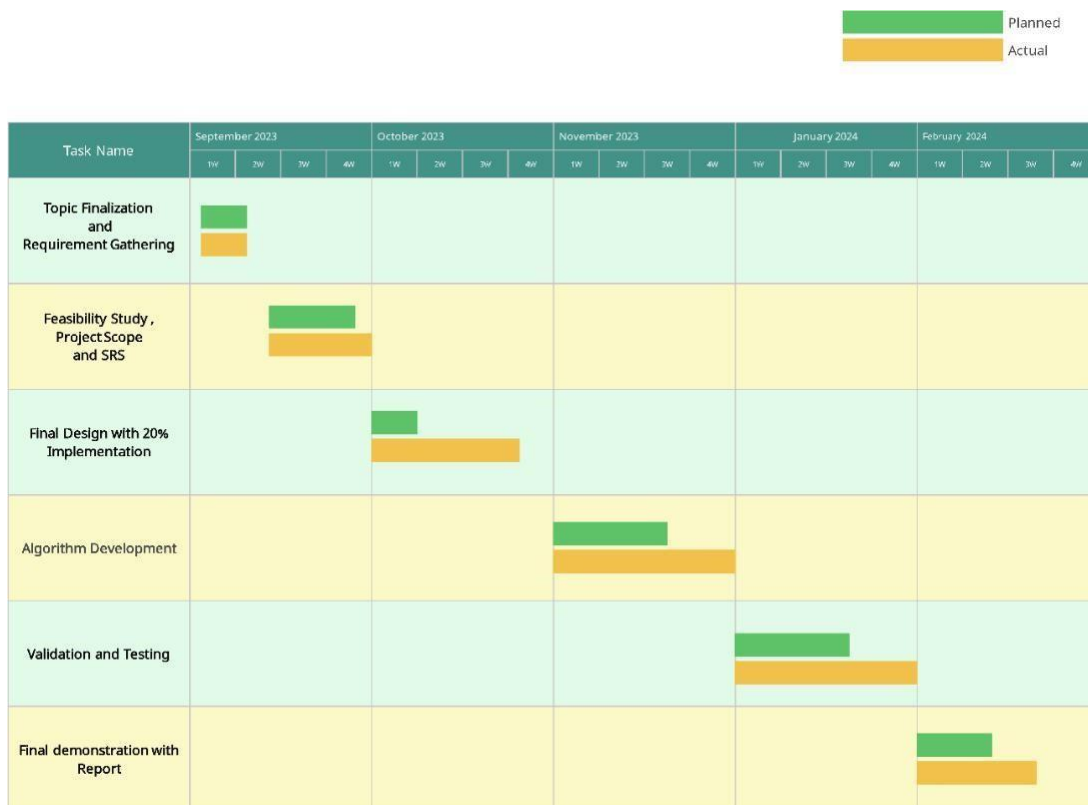 Planned
Actual
Task Name
September 2023
October 2023
November 2023
January 2024
February 2024
1W 2W 3W 4W 1W 2W 3W 4W 1W 2W 3W 4W 1W 2W 3W 4W 1W 2W 3W 4W
Topic Finalization
and
Requirement Gathering
Feasibility Study ,
Project Scope
and SRS
Final Design with 20%
Implementation
Algorithm Development
Validation and Testing
Final demonstration with
Report